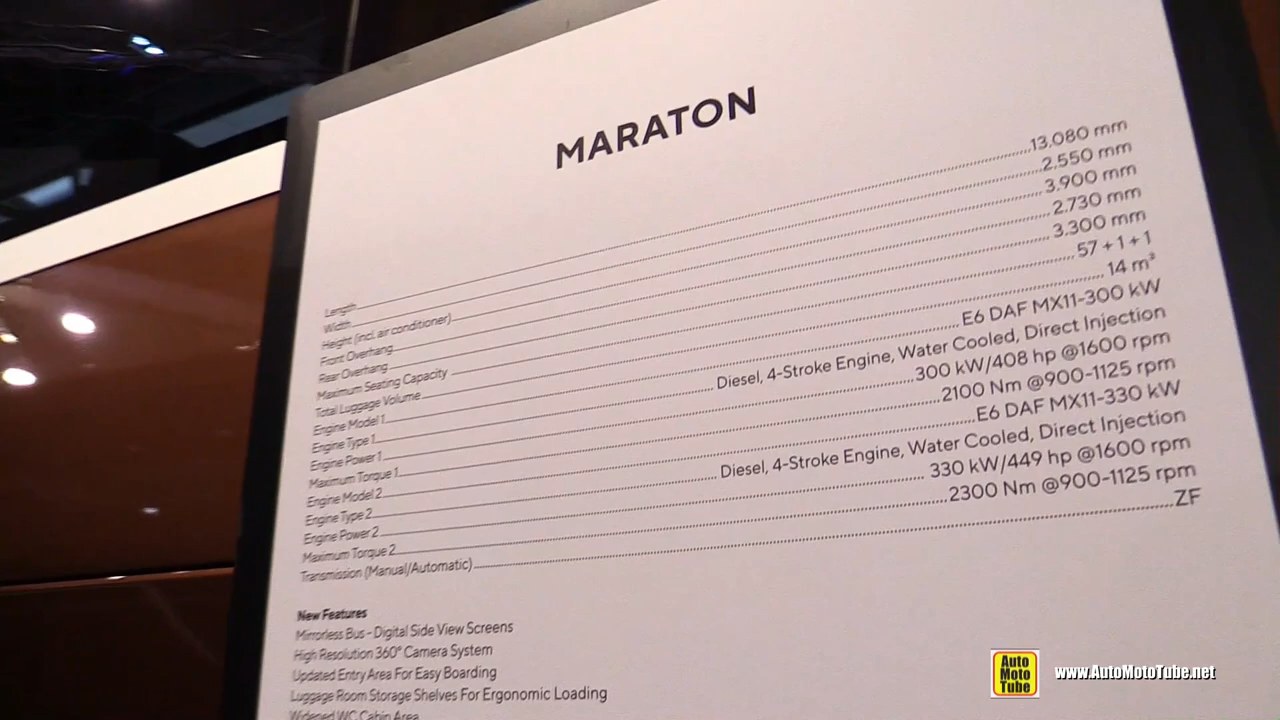 MARATON
Length 13.080 mm
Width 2.550 mm
Height (incl. air conditioner) 3.900 mm
Front Overhang 2.730 mm
Rear Overhang 3.300 mm
Maximum Seating Capacity 57 + 1 + 1
Total Luggage Volume 14 m³
Engine Model 1 E6 DAF MX11-300 kW
Engine Type 1 Diesel, 4-Stroke Engine, Water Cooled, Direct Injection
Engine Power 1 300 kW/408 hp @1600 rpm
Maximum Torque 1 2100 Nm @900-1125 rpm
Engine Model 2 E6 DAF MX11-330 kW
Engine Type 2 Diesel, 4-Stroke Engine, Water Cooled, Direct Injection
Engine Power 2 330 kW/449 hp @1600 rpm
Maximum Torque 2 2300 Nm @900-1125 rpm
Transmission (Manual/Automatic) ZF
New Features
Mirrorless Bus - Digital Side View Screens
High Resolution 360° Camera System
Updated Entry Area For Easy Boarding
Luggage Room Storage Shelves For Ergonomic Loading
Widened WC Cabin Area
Auto
Moto
Tube
www.AutoMotoTube.net